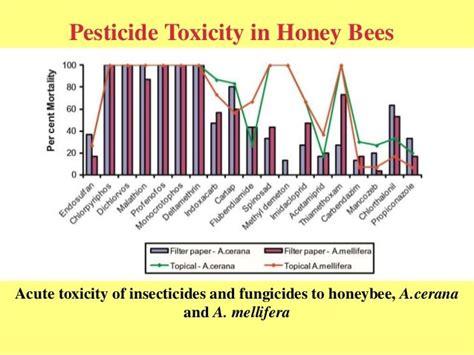 Pesticide Toxicity in Honey Bees
Per cent Mortality
100
80
60
40
20
0
Endosulfan
Chlorpyriphos
Dichlorvos
Malathion
Profenofos
Monocrotophos
Deltamethrin
Indoxacarb
Cartap
Flubendiamide
Spinosad
Methyl demeton
Imidacloprid
Acetamiprid
Thiamethoxam
Carbendazim
Mancozeb
Chlorthalonil
Propiconazole
Filter paper - A.cerana
Filter paper - A.mellifera
Topical - A.cerana
Topical A.mellifera
Acute toxicity of insecticides and fungicides to honeybee, A.cerana
and A. mellifera